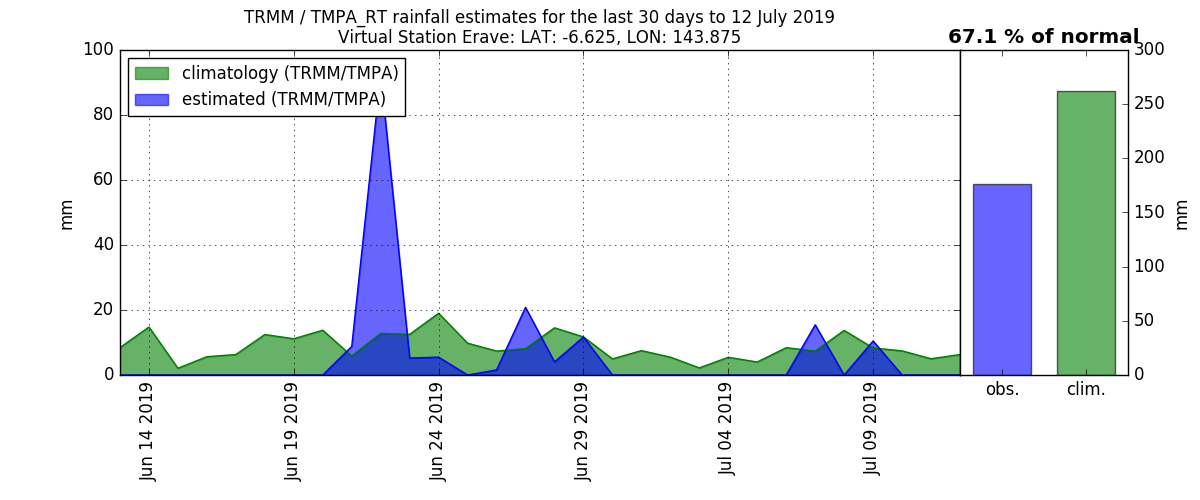 TRMM / TMPA_RT rainfall estimates for the last 30 days to 12 July 2019
Virtual Station Erave: LAT: -6.625, LON: 143.875
67.1 % of normal
climatology (TRMM/TMPA)
estimated (TRMM/TMPA)
100
80
60
40
20
0
mm
Jun 14 2019
Jun 19 2019
Jun 24 2019
Jun 29 2019
Jul 04 2019
Jul 09 2019
300
250
200
150
100
50
0
mm
obs.
clim.